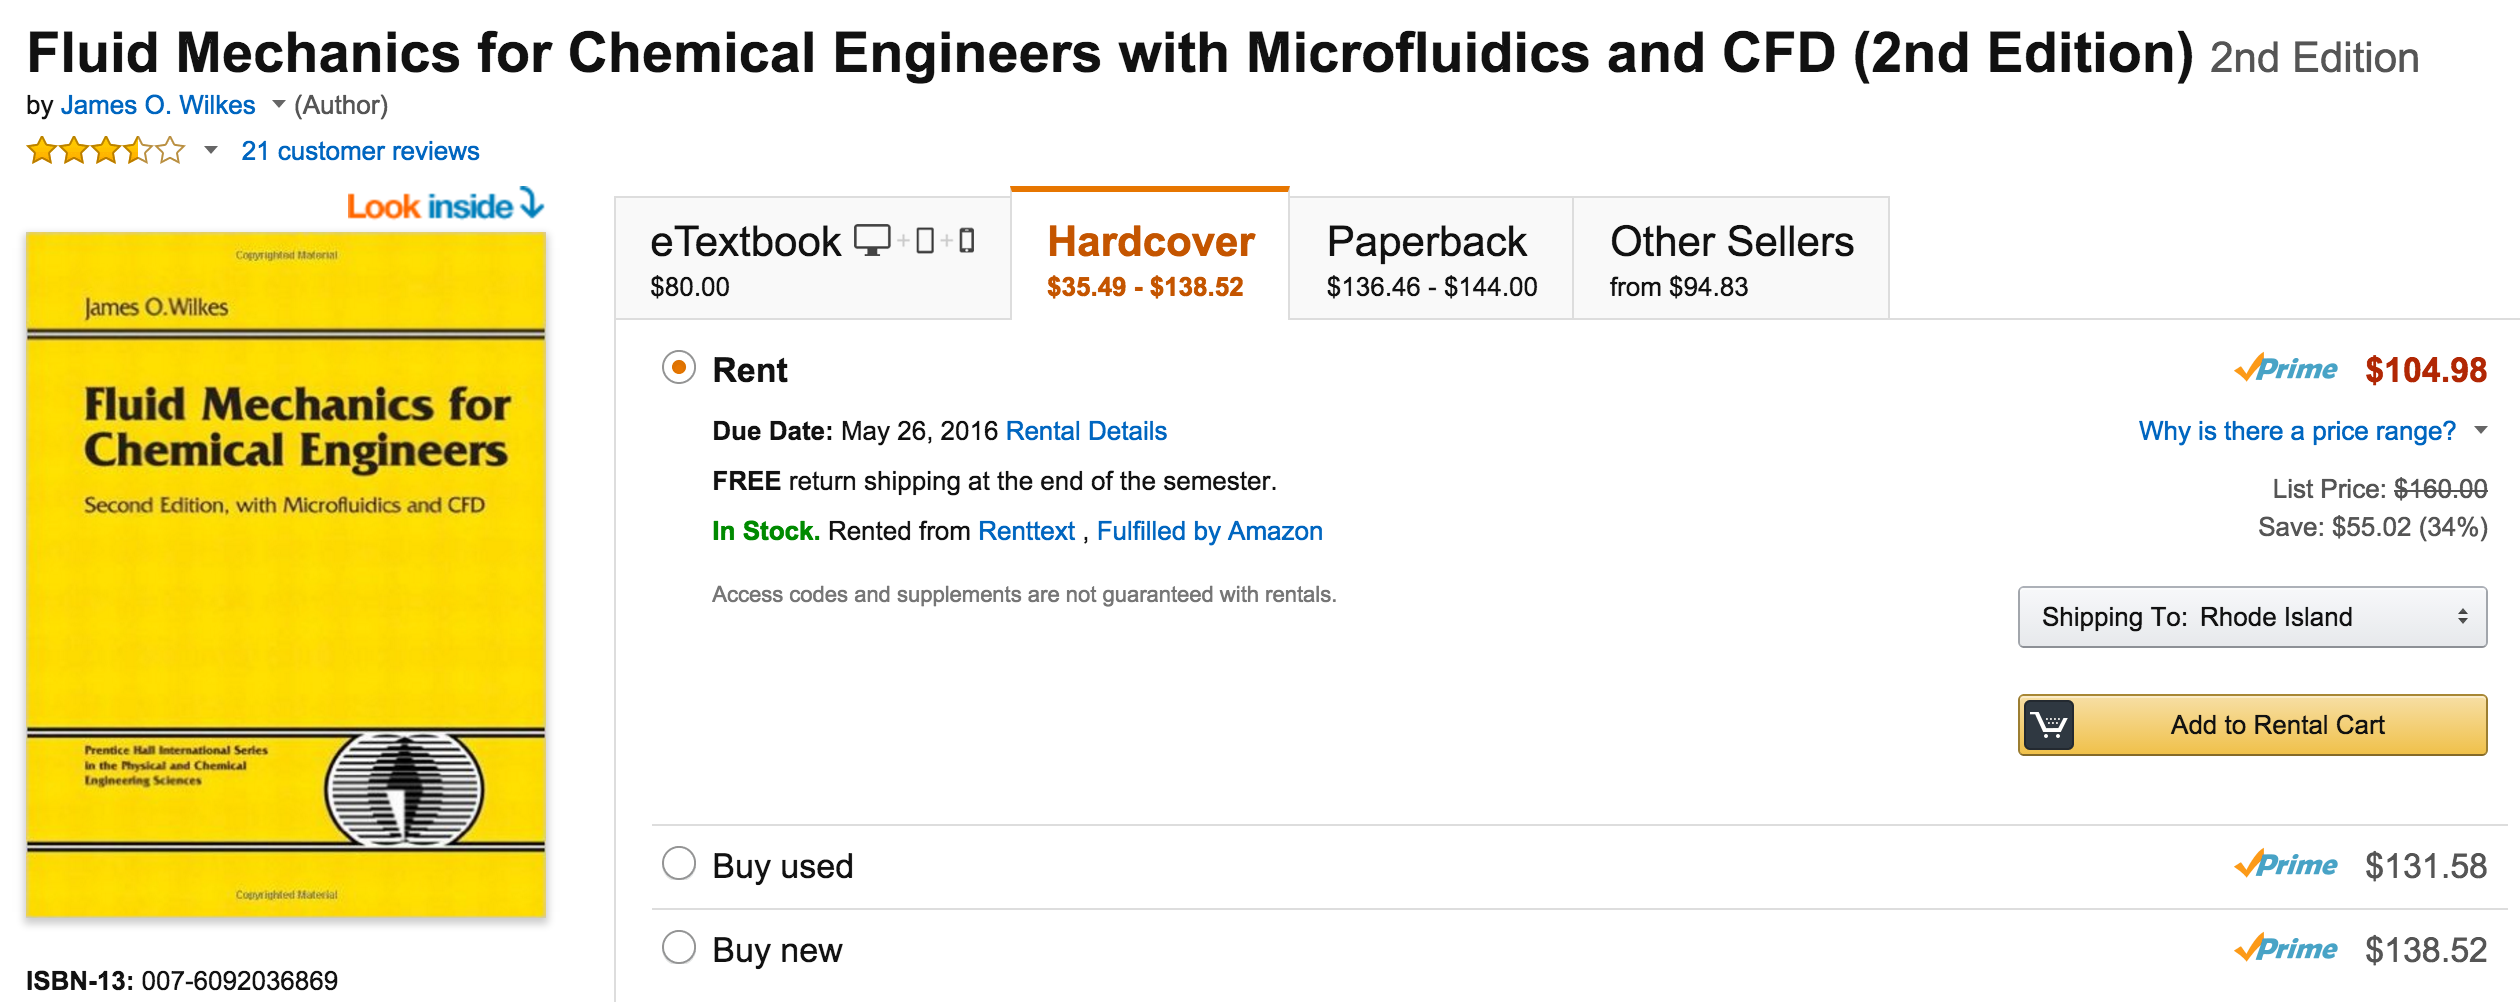 Fluid Mechanics for Chemical Engineers with Microfluidics and CFD (2nd Edition) 2nd Edition
by James O. Wilkes (Author)
21 customer reviews
Look inside
Copyrighted Material
James O. Wilkes
Fluid Mechanics for
Chemical Engineers
Second Edition, with Microfluidics and CFD
Prentice Hall International Series
in the Physical and Chemical
Engineering Sciences
Copyrighted Material
ISBN-13: 007-6092036869
eTextbook
$80.00
Hardcover
$35.49 - $138.52
Paperback
$136.46 - $144.00
Other Sellers
from $94.83
Rent
Prime $104.98
Due Date: May 26, 2016 Rental Details
Why is there a price range?
FREE return shipping at the end of the semester.
List Price: $160.00
In Stock. Rented from Renttext , Fulfilled by Amazon
Save: $55.02 (34%)
Access codes and supplements are not guaranteed with rentals.
Shipping To: Rhode Island
Add to Rental Cart
Buy used
Prime $131.58
Buy new
Prime $138.52